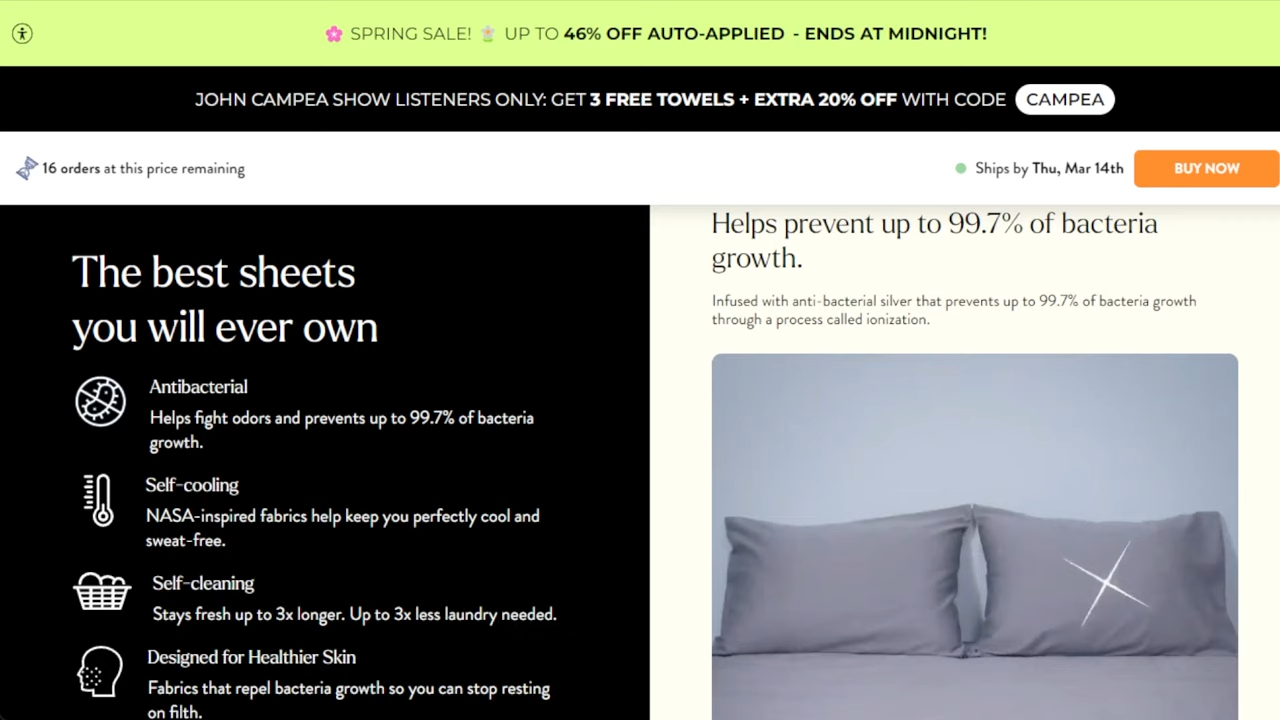 🌸 SPRING SALE! UP TO 46% OFF AUTO-APPLIED - ENDS AT MIDNIGHT!
JOHN CAMPEA SHOW LISTENERS ONLY: GET 3 FREE TOWELS + EXTRA 20% OFF WITH CODE CAMPEA
16 orders at this price remaining
Ships by Thu, Mar 14th
BUY NOW
The best sheets
you will ever own
Antibacterial
Helps fight odors and prevents up to 99.7% of bacteria
growth.
Self-cooling
NASA-inspired fabrics help keep you perfectly cool and
sweat-free.
Self-cleaning
Stays fresh up to 3x longer. Up to 3x less laundry needed.
Designed for Healthier Skin
Fabrics that repel bacteria growth so you can stop resting
on filth.
Helps prevent up to 99.7% of bacteria
growth.
Infused with anti-bacterial silver that prevents up to 99.7% of bacteria growth
through a process called ionization.